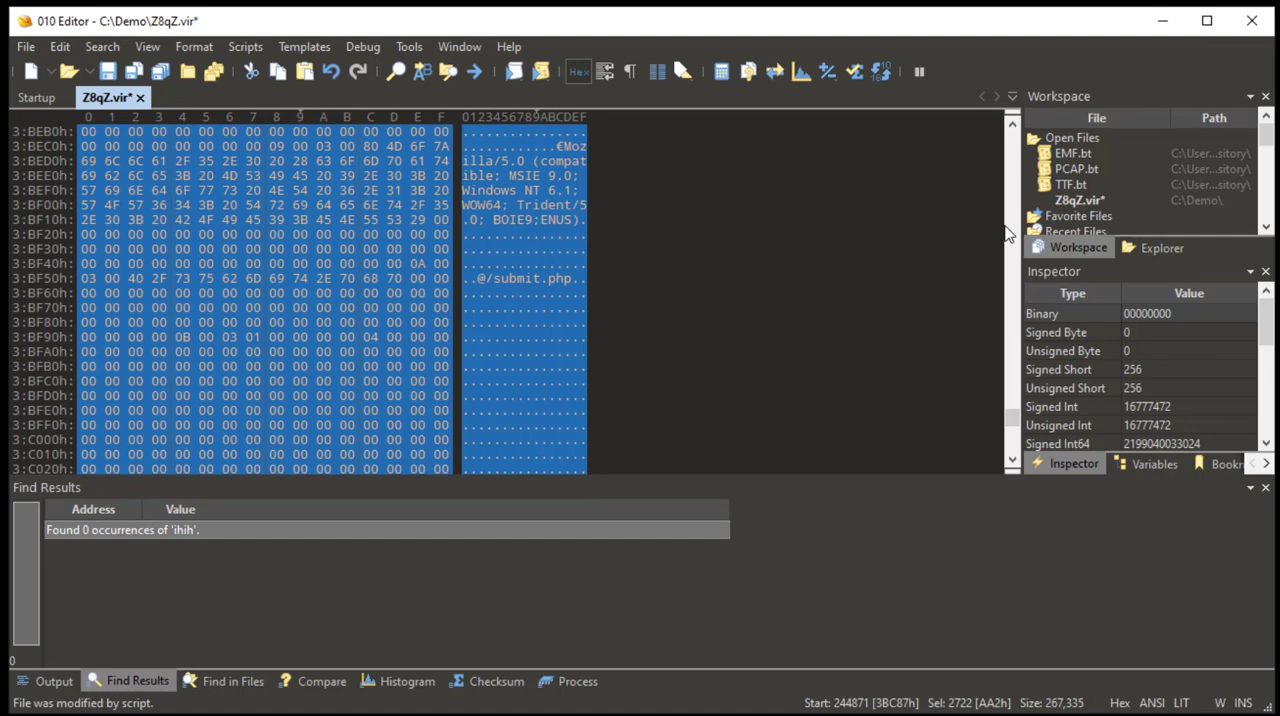 010 Editor - C:\Demo\Z8qZ.vir*
File Edit Search View Format Scripts Templates Debug Tools Window Help
Startup Z8qZ.vir*
0 1 2 3 4 5 6 7 8 9 A B C D E F 0123456789ABCDEF
3:BEB0h: 00 00 00 00 00 00 00 00 00 00 00 00 00 00 00 00 ................
3:BEC0h: 00 00 00 00 00 00 00 00 09 00 03 00 80 4D 6F 7A ............€Moz
3:BED0h: 69 6C 6C 61 2F 35 2E 30 20 28 63 6F 6D 70 61 74 illa/5.0 (compat
3:BEE0h: 69 62 6C 65 3B 20 4D 53 49 45 20 39 2E 30 3B 20 ible; MSIE 9.0;
3:BEF0h: 57 69 6E 64 6F 77 73 20 4E 54 20 36 2E 31 3B 20 Windows NT 6.1;
3:BF00h: 57 4F 57 36 34 3B 20 54 72 69 64 65 6E 74 2F 35 WOW64; Trident/5
3:BF10h: 2E 30 3B 20 42 4F 49 45 39 3B 45 4E 55 53 29 00 .0; BOIE9;ENUS).
3:BF20h: 00 00 00 00 00 00 00 00 00 00 00 00 00 00 00 00 ................
3:BF30h: 00 00 00 00 00 00 00 00 00 00 00 00 00 00 00 00 ................
3:BF40h: 00 00 00 00 00 00 00 00 00 00 00 00 00 00 0A 00 ................
3:BF50h: 03 00 40 2F 73 75 62 6D 69 74 2E 70 68 70 00 00 ..@/submit.php..
3:BF60h: 00 00 00 00 00 00 00 00 00 00 00 00 00 00 00 00 ................
3:BF70h: 00 00 00 00 00 00 00 00 00 00 00 00 00 00 00 00 ................
3:BF80h: 00 00 00 00 00 00 00 00 00 00 00 00 00 00 00 00 ................
3:BF90h: 00 00 00 00 0B 00 03 01 00 00 00 00 04 00 00 00 ................
3:BFA0h: 00 00 00 00 00 00 00 00 00 00 00 00 00 00 00 00 ................
3:BFB0h: 00 00 00 00 00 00 00 00 00 00 00 00 00 00 00 00 ................
3:BFC0h: 00 00 00 00 00 00 00 00 00 00 00 00 00 00 00 00 ................
3:BFD0h: 00 00 00 00 00 00 00 00 00 00 00 00 00 00 00 00 ................
3:BFE0h: 00 00 00 00 00 00 00 00 00 00 00 00 00 00 00 00 ................
3:BFF0h: 00 00 00 00 00 00 00 00 00 00 00 00 00 00 00 00 ................
3:C000h: 00 00 00 00 00 00 00 00 00 00 00 00 00 00 00 00 ................
3:C010h: 00 00 00 00 00 00 00 00 00 00 00 00 00 00 00 00 ................
3:C020h: 00 00 00 00 00 00 00 00 00 00 00 00 00 00 00 00 ................
Workspace
File Path
Open Files
EMF.bt C:\User...sitory\
PCAP.bt C:\User...sitory\
TTF.bt C:\User...sitory\
Z8qZ.vir* C:\Demo\
Favorite Files
Recent Files
Workspace Explorer
Inspector
Type Value
Binary 00000000
Signed Byte 0
Unsigned Byte 0
Signed Short 256
Unsigned Short 256
Signed Int 16777472
Unsigned Int 16777472
Signed Int64 2199040033024
Inspector Variables Bookn
Find Results
Address Value
Found 0 occurrences of 'ihih'.
0
Output Find Results Find in Files Compare Histogram Checksum Process
File was modified by script. Start: 244871 [3BC87h] Sel: 2722 [AA2h] Size: 267,335 Hex ANSI LIT W INS